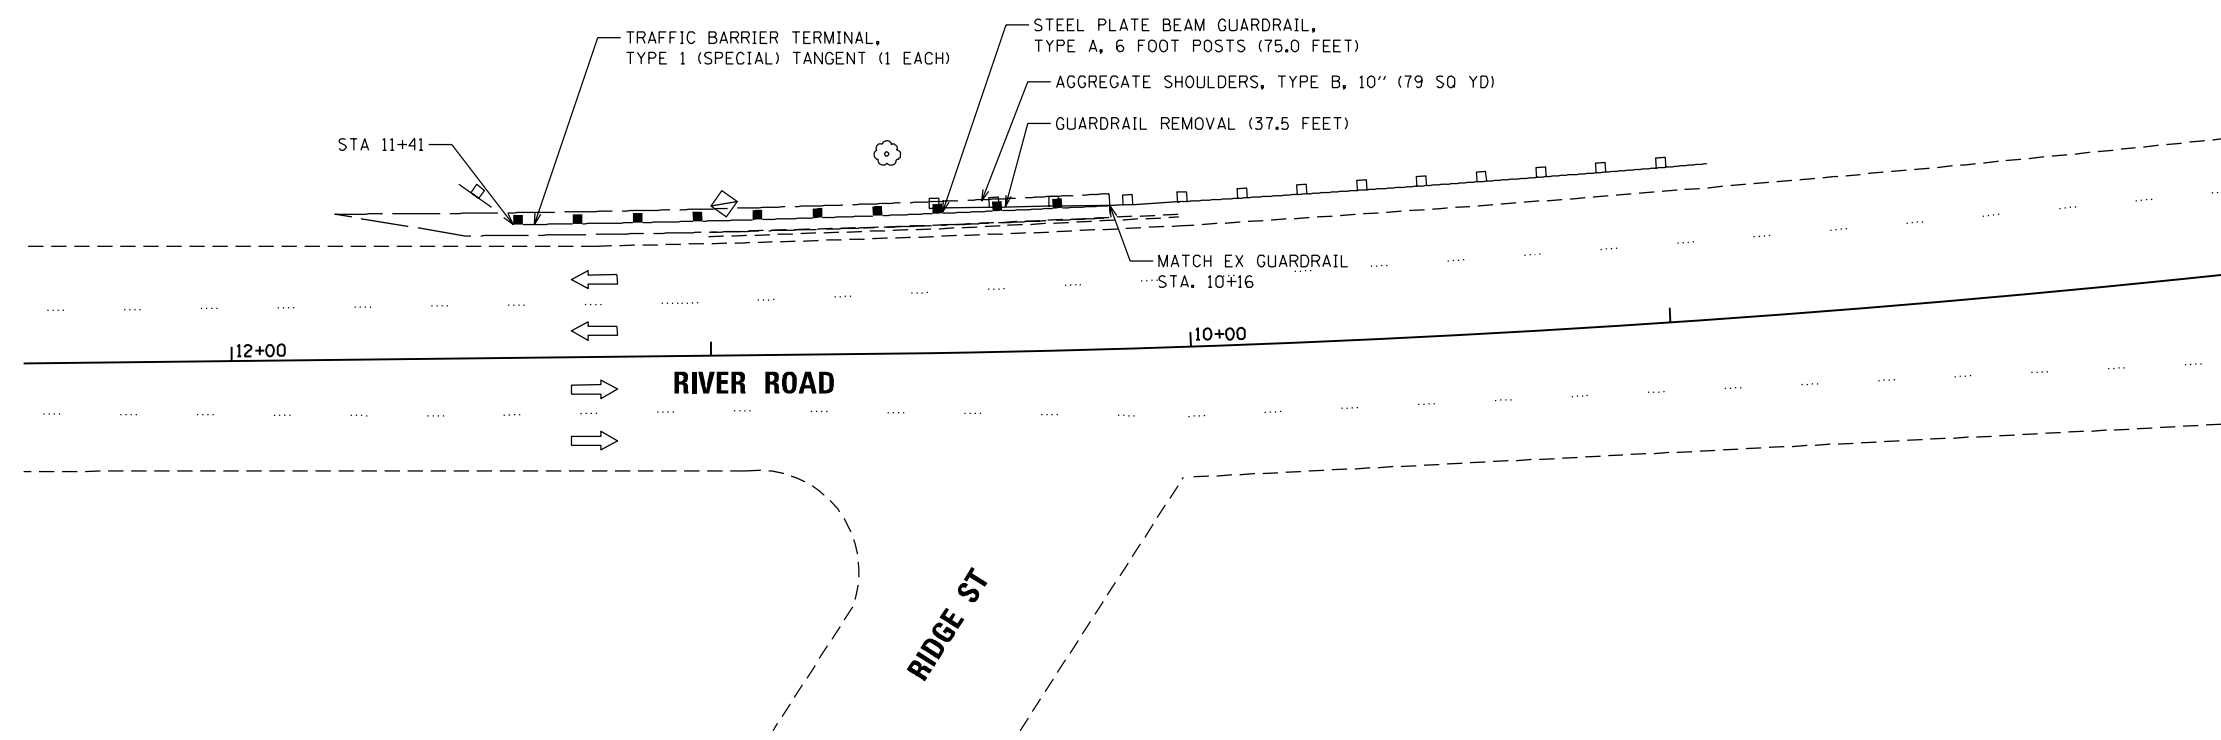 TRAFFIC BARRIER TERMINAL,
TYPE 1 (SPECIAL) TANGENT (1 EACH)
STEEL PLATE BEAM GUARDRAIL,
TYPE A, 6 FOOT POSTS (75.0 FEET)
AGGREGATE SHOULDERS, TYPE B, 10'' (79 SQ YD)
GUARDRAIL REMOVAL (37.5 FEET)
STA 11+41
MATCH EX GUARDRAIL
STA. 10+16
12+00
10+00
RIVER ROAD
RIDGE ST